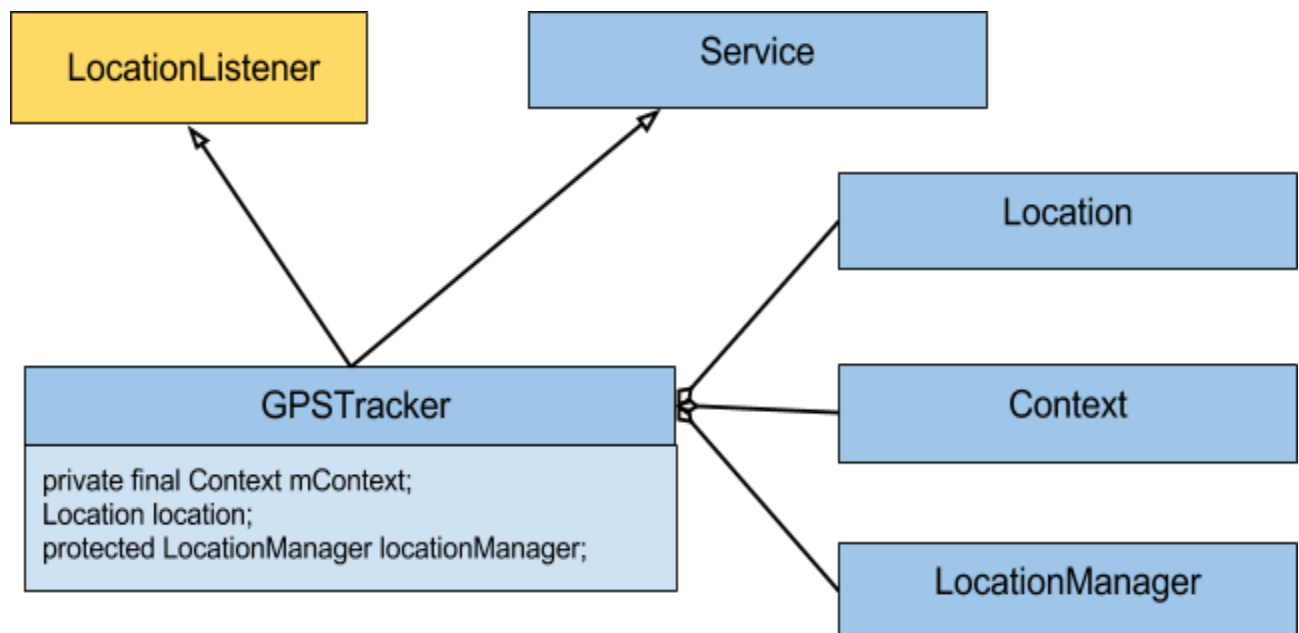 LocationListener
Service
Location
GPSTracker
Context
private final Context mContext;
Location location;
protected LocationManager locationManager;
LocationManager